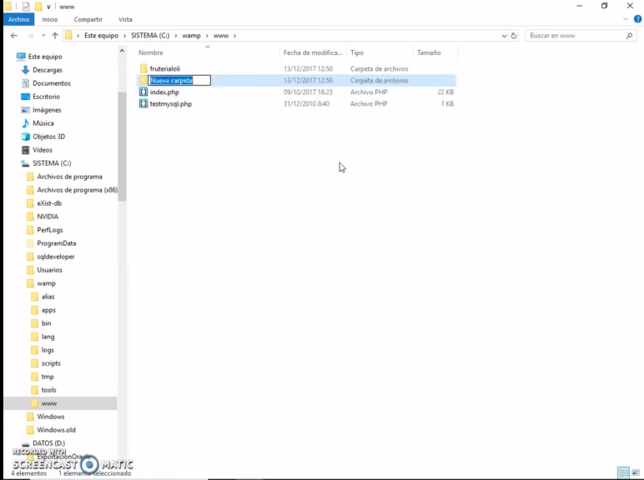 www
Archivo Inicio Compartir Vista
Este equipo > SISTEMA (C:) > wamp > www >
Buscar en www
Nombre Fecha de modifica... Tipo Tamaño
fruterialoli 13/12/2017 12:50 Carpeta de archivos
Nueva carpeta 13/12/2017 12:50 Carpeta de archivos
index.php 09/10/2017 18:23 Archivo PHP 22 KB
testmysql.php 31/12/2010 8:40 Archivo PHP 1 KB
Este equipo
Descargas
Documentos
Escritorio
Imágenes
Música
Objetos 3D
Vídeos
SISTEMA (C:)
Archivos de programa
Archivos de programa (x86)
eXist-db
NVIDIA
PerfLogs
ProgramData
sqldeveloper
Usuarios
wamp
alias
apps
bin
lang
logs
scripts
tmp
tools
www
Windows
Windows.old
DATOS (D:)
ExportacionOracle
RECORDED WITH
SCREENCAST MATIC
4 elementos 1 elemento seleccionado